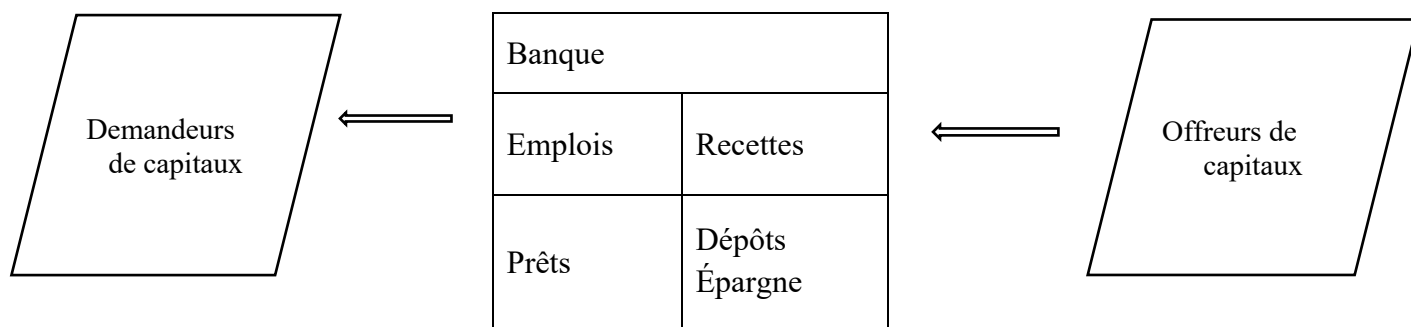 Demandeurs
de capitaux
Banque
Emplois
Recettes
Prêts
Dépôts
Épargne
Offreurs de
capitaux